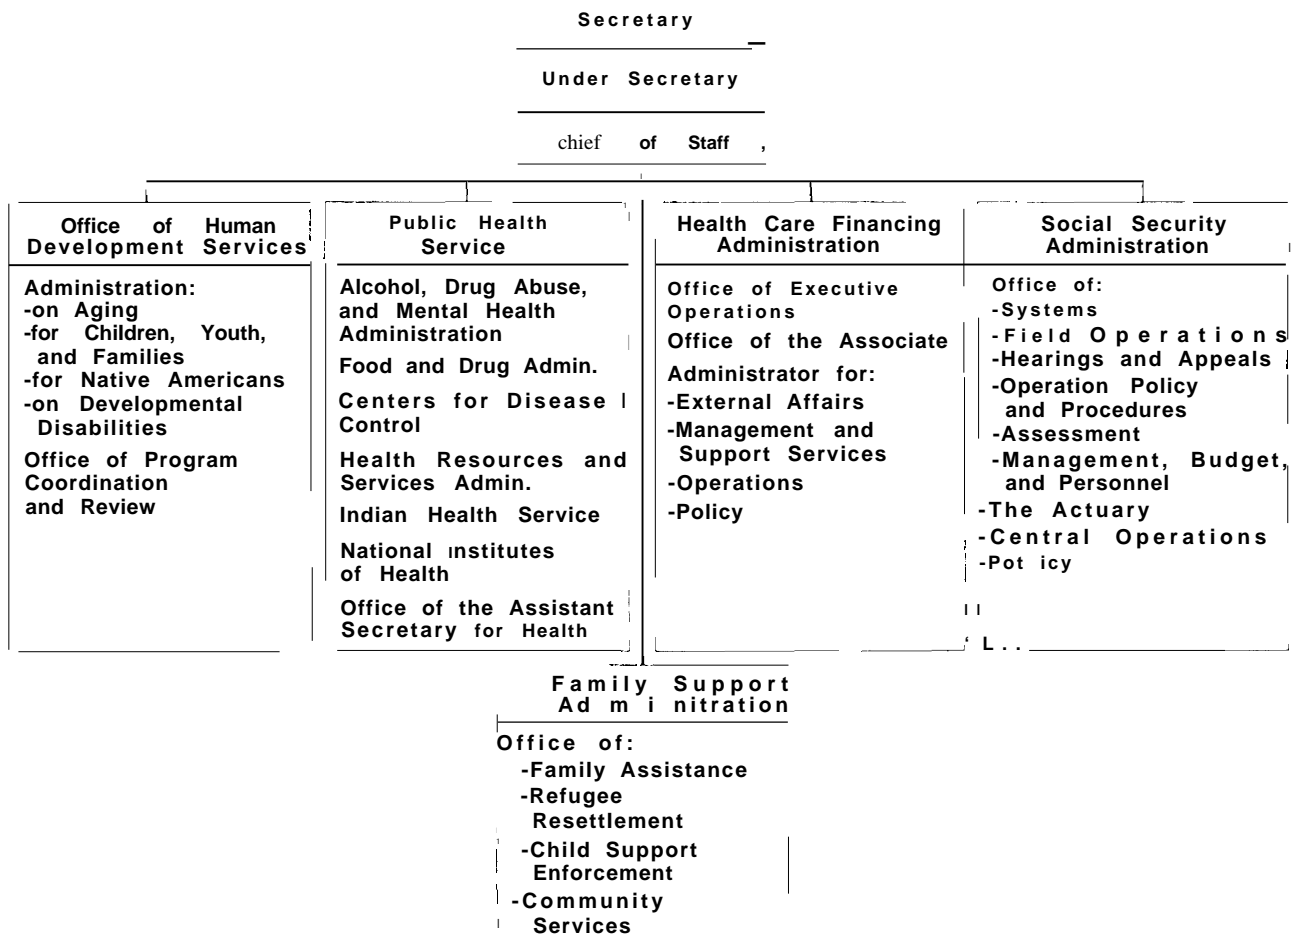 Secretary
Under Secretary
chief of Staff ,
Office of Human
Development Services
Administration:
-on Aging
-for Children, Youth,
and Families
-for Native Americans
-on Developmental
Disabilities
Office of Program
Coordination
and Review
Public Health
Service
Alcohol, Drug Abuse,
and Mental Health
Administration
Food and Drug Admin.
Centers for Disease
Control
Health Resources and
Services Admin.
Indian Health Service
National Institutes
of Health
Office of the Assistant
Secretary for Health
Health Care Financing
Administration
Office of Executive
Operations
Office of the Associate
Administrator for:
-External Affairs
-Management and
Support Services
-Operations
-Policy
Social Security
Administration
Office of:
-Systems
-Field Operations
-Hearings and Appeals
-Operation Policy
and Procedures
-Assessment
-Management, Budget,
and Personnel
-The Actuary
-Central Operations
-Pot icy
Family Support
Ad m i nitration
Office of:
-Family Assistance
-Refugee
Resettlement
-Child Support
Enforcement
-Community
Services